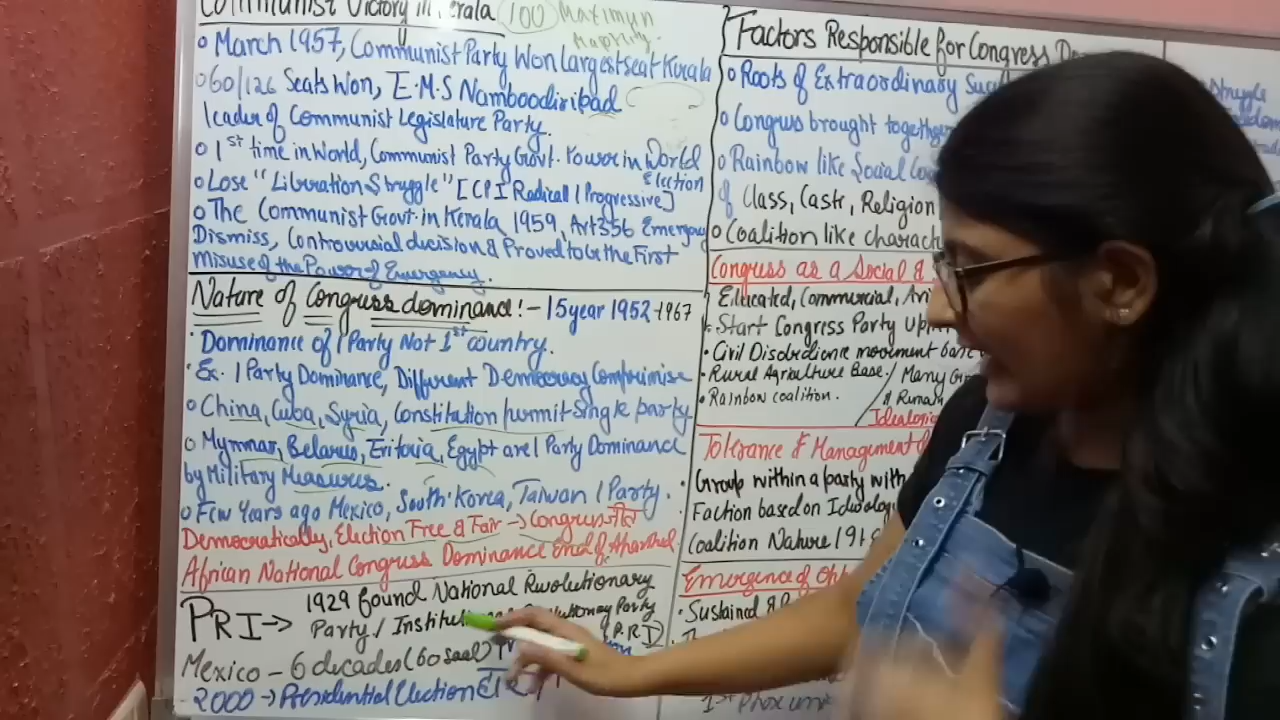 Communist Victory in Kerala 100 Maximum
March 1957, Communist Party Won Largest seat Kerala
60/126 Seats Won, E.M.S Namboodiripad
leader of Communist Legislature Party.
1st time in World, Communist Party Govt. Power in World
Election
Lose "Liberation Struggle" [CPI Radical / Progressive]
The Communist Govt. in Kerala 1959, Art 356 Emergency
Dismiss, Controversial decision & Proved to be the First
misuse of the Power of Emergency.
Nature of Congress dominance! - 15 year 1952 - 1967
Dominance of 1 Party Not 1st country.
Ex. 1 Party Dominance, Different Democracy Compromise
China, Cuba, Syria, Constitution permit single party
Mymmar, Belarus, Eritoria, Egypt are 1 Party Dominance
by Military Measures.
Few Years ago Mexico, South Korea, Taiwan 1 Party.
Democratically, Election Free & Fair → Congress जीत
African National Congress Dominance End of Apartheid
PRI → 1929 found National Revolutionary
Party / Revolutionary Party
(P.R.I)
Mexico - 6 decades (60 saal)
2000 → Presidential Election हार
Factors Responsible for Congress
Roots of Extraordinary
Congress brought together
Rainbow like Social
of Class, Caste, Religion
Coalition like
Congress as a Social &
Educated, Commercial,
Start Congress Party
Civil Disobedience movement base
Rural Agriculture Base / Many
Rainbow coalition.
Tolerance & Management
Group within a party with
Faction based on
Coalition Nature
Emergence of
Sustained &
Struggle